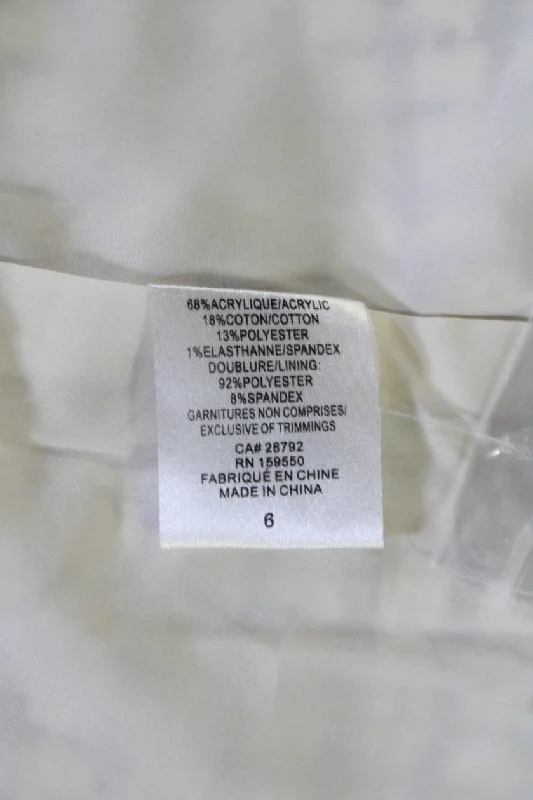 68%ACRYLIQUE/ACRYLIC
18%COTON/COTTON
13%POLYESTER
1%ELASTHANNE/SPANDEX
DOUBLURE/LINING:
92%POLYESTER
8%SPANDEX
GARNITURES NON COMPRISES/
EXCLUSIVE OF TRIMMINGS
CA# 28792
RN 159550
FABRIQUÉ EN CHINE
MADE IN CHINA
6